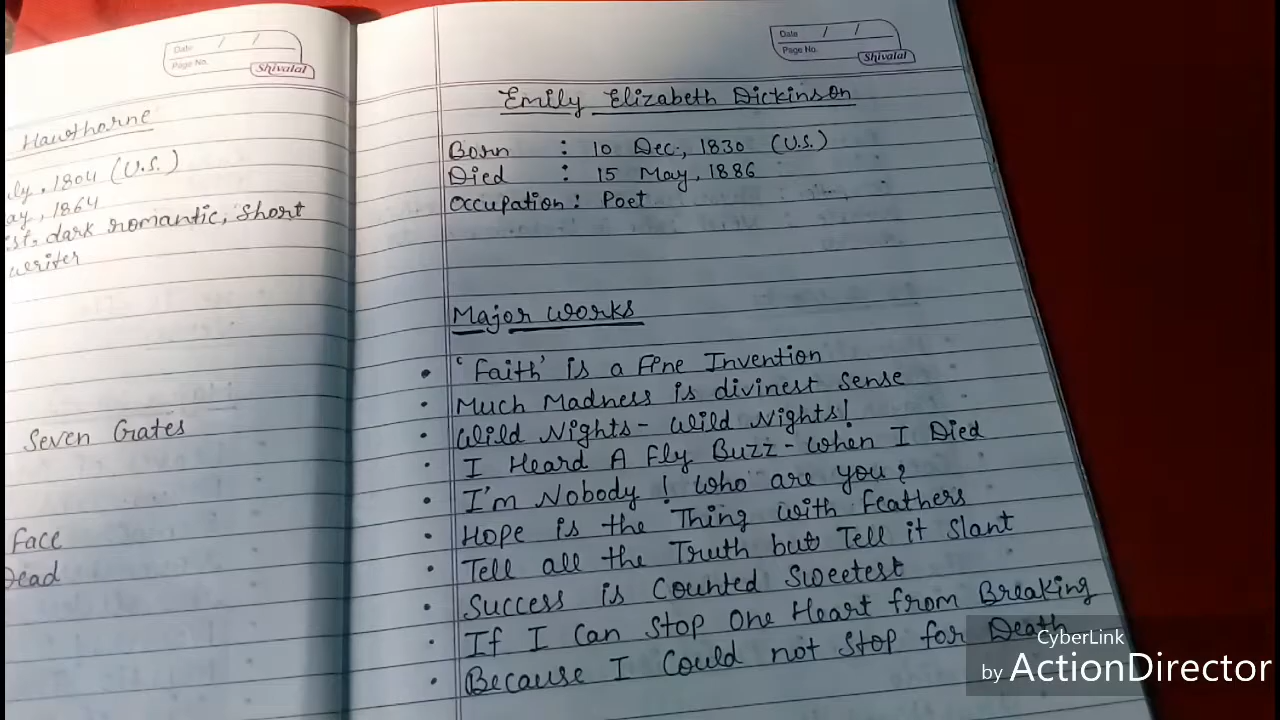 Date / /
Page No.
Shivalal
Hawthorne
ly, 1804 (U.S.)
ay, 1864
st, dark romantic, short
writer
Seven Grates
Face
Dead
Date / /
Page No.
Shivalal
Emily Elizabeth Dickinson
Born : 10 Dec., 1830 (U.S.)
Died : 15 May, 1886
Occupation : Poet
Major Works
• 'Faith' is a Fine Invention
• Much Madness is divinest sense
• Wild Nights - Wild Nights!
• I Heard A Fly Buzz - When I Died
• I'm Nobody! Who are you?
• Hope is the Thing with Feathers
• Tell all the Truth but Tell it Slant
• Success is Counted Sweetest
• If I Can Stop One Heart from Breaking
• Because I Could not Stop for Death
CyberLink
by ActionDirector